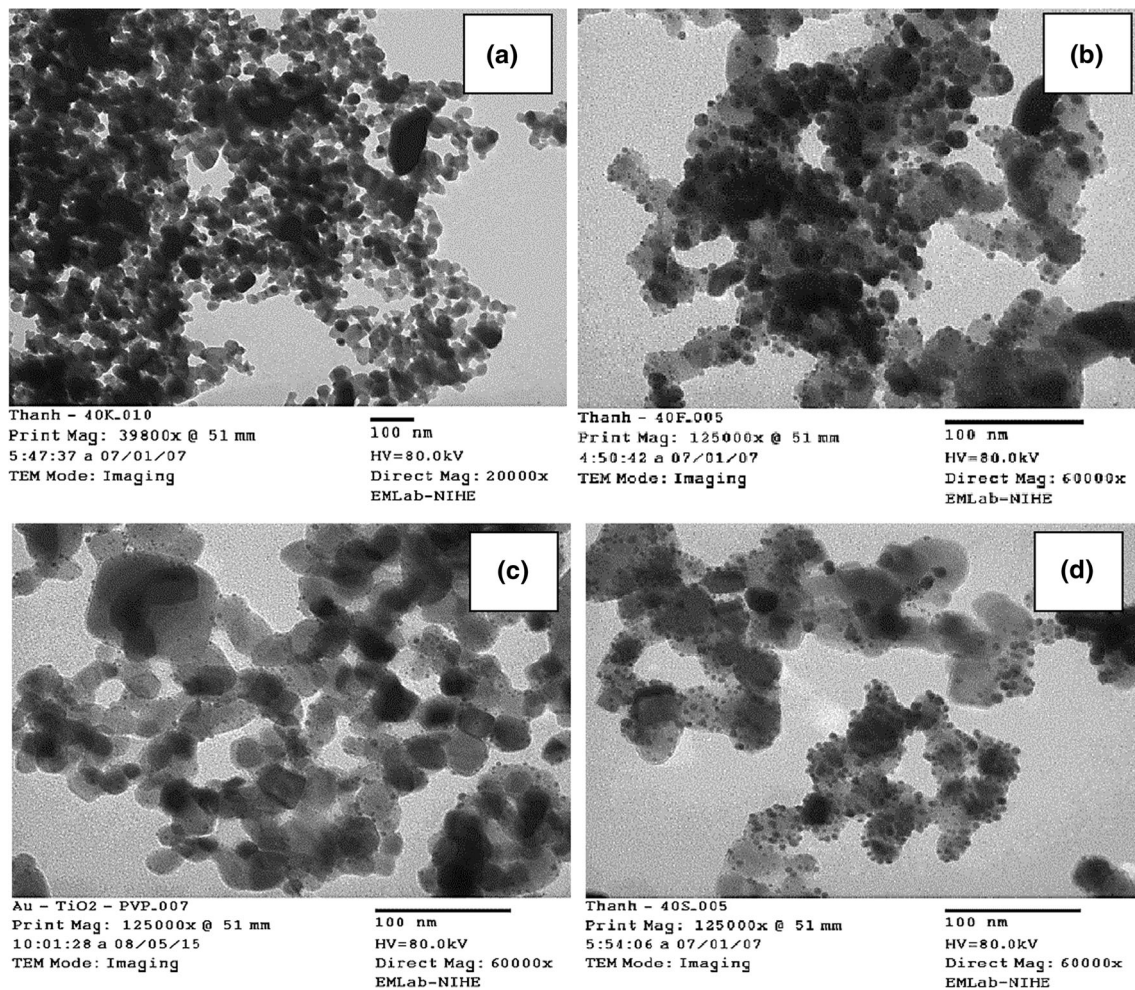 (a)
Thanh - 40K_010
Print Mag: 39800x @ 51 mm
5:47:37 a 07/01/07
TEM Mode: Imaging
100 nm
HV=80.0kV
Direct Mag: 20000x
EMLab-NIHE
(b)
Thanh - 40F_005
Print Mag: 125000x @ 51 mm
4:50:42 a 07/01/07
TEM Mode: Imaging
100 nm
HV=80.0kV
Direct Mag: 60000x
EMLab-NIHE
(c)
Au - TiO2 - PVP_007
Print Mag: 125000x @ 51 mm
10:01:28 a 08/05/15
TEM Mode: Imaging
100 nm
HV=80.0kV
Direct Mag: 60000x
EMLab-NIHE
(d)
Thanh - 40S_005
Print Mag: 125000x @ 51 mm
5:54:06 a 07/01/07
TEM Mode: Imaging
100 nm
HV=80.0kV
Direct Mag: 60000x
EMLab-NIHE